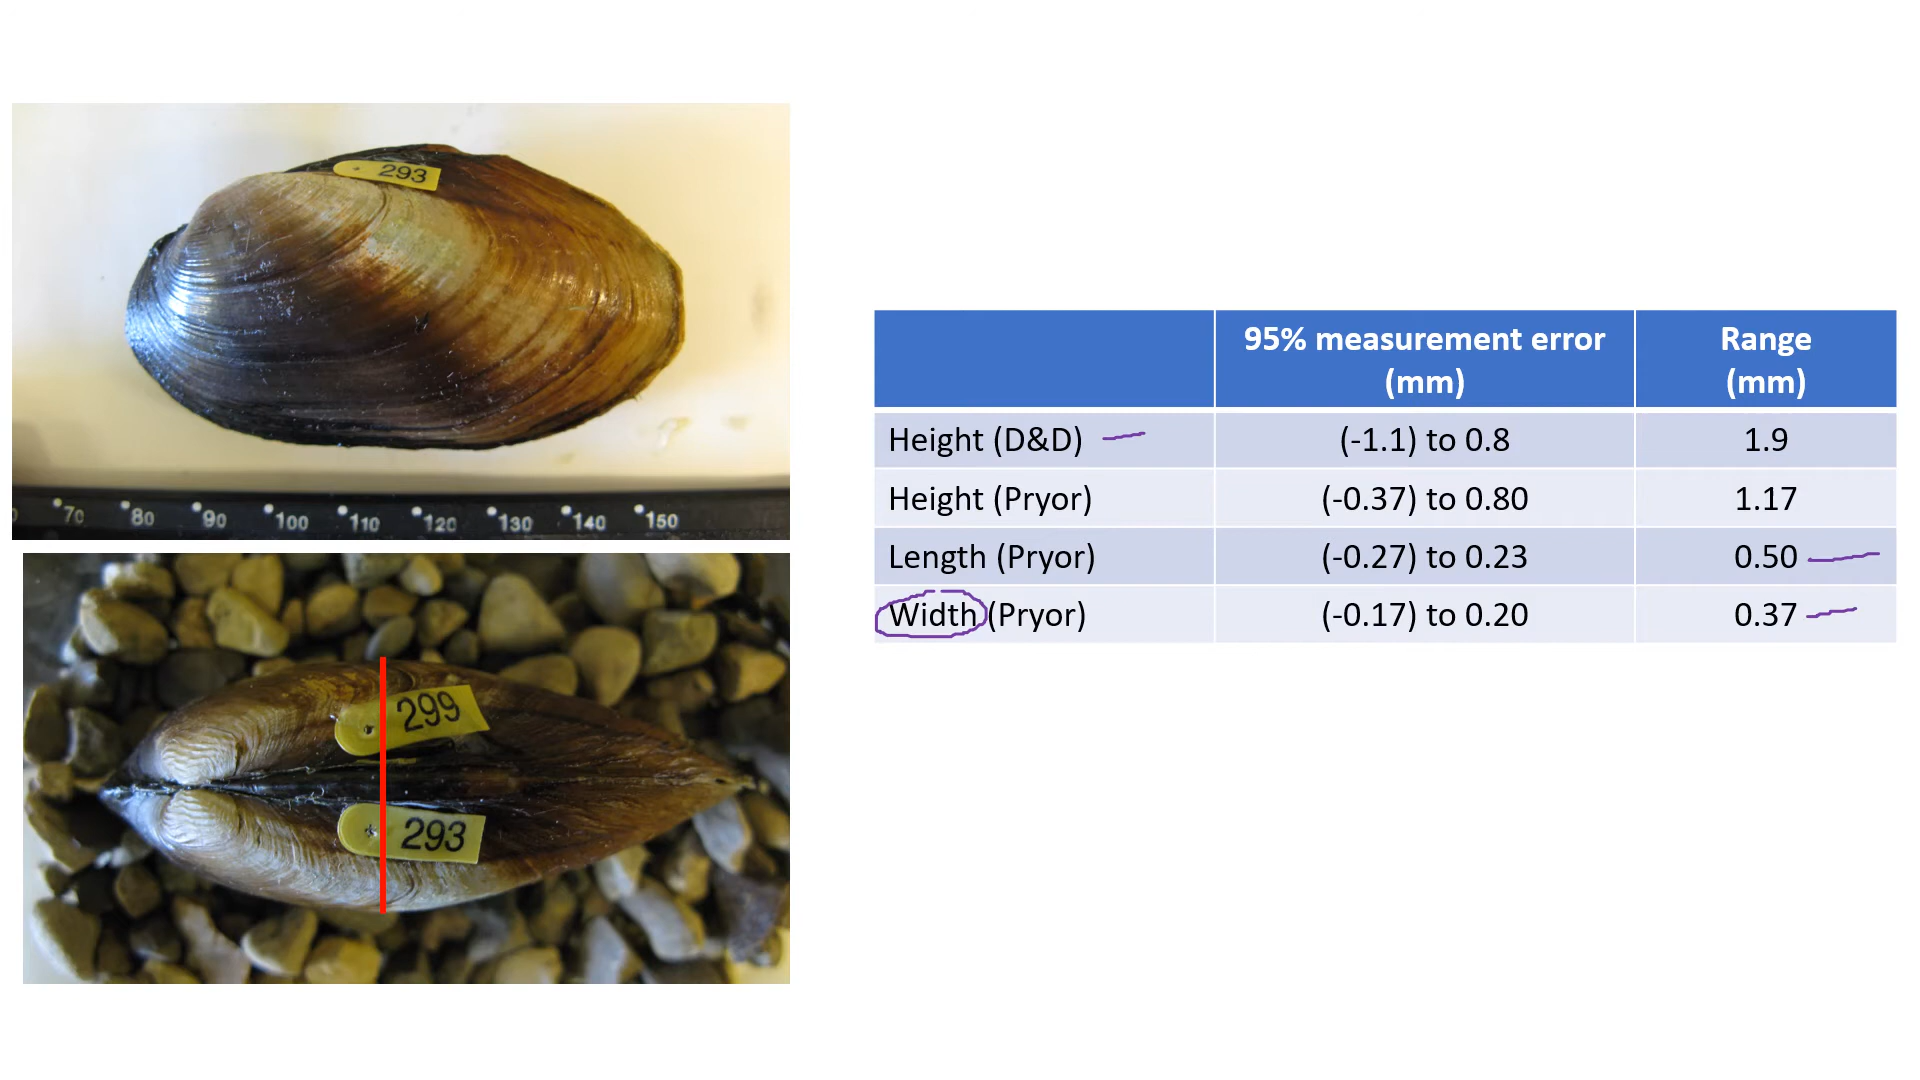 293
70 80 90 100 110 120 130 140 150
299
293
95% measurement error (mm)
Range (mm)
Height (D&D) (-1.1) to 0.8 1.9
Height (Pryor) (-0.37) to 0.80 1.17
Length (Pryor) (-0.27) to 0.23 0.50
Width (Pryor) (-0.17) to 0.20 0.37